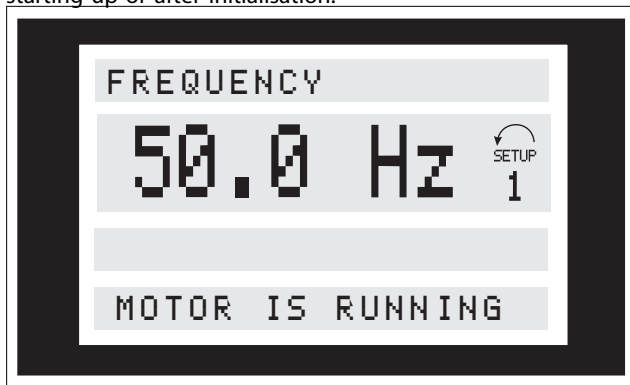 starting up or after initialisation.
FREQUENCY
50.0 Hz
SETUP
1
MOTOR IS RUNNING